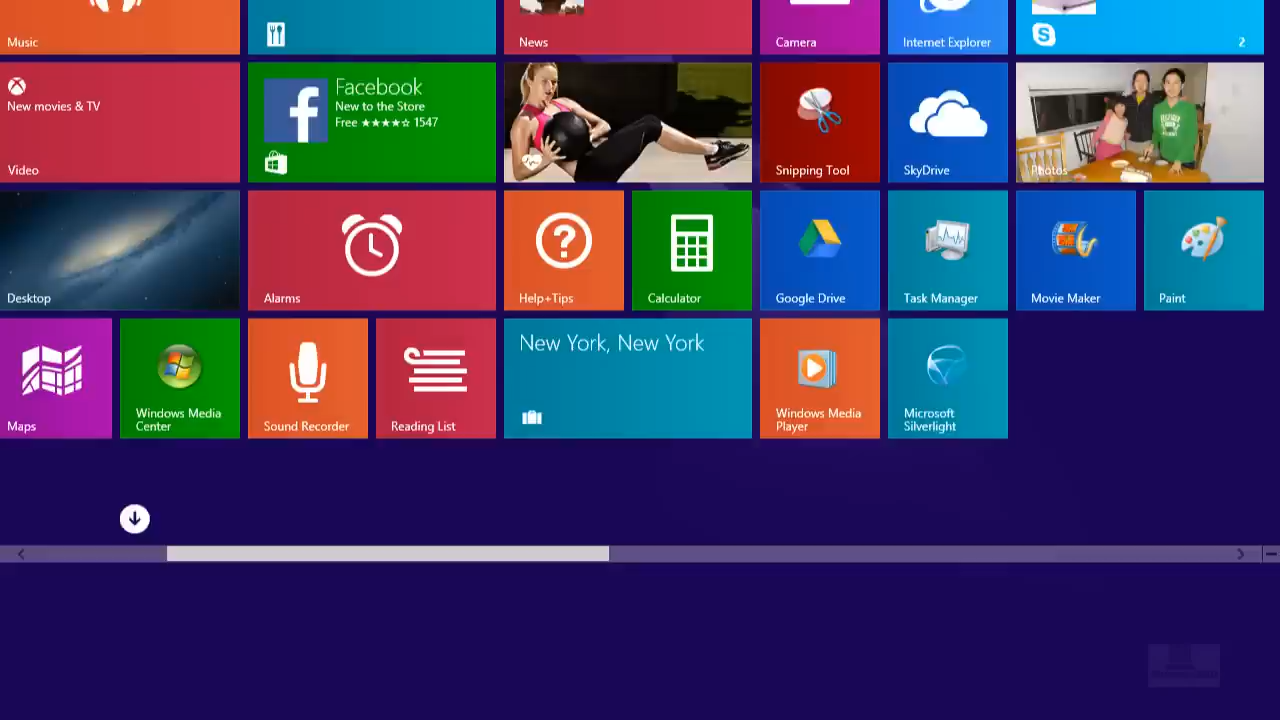 Music
News
Camera
Internet Explorer
2
New movies & TV
Video
Facebook
New to the Store
Free ★★★★☆ 1547
Snipping Tool
SkyDrive
Photos
Desktop
Alarms
Help+Tips
Calculator
Google Drive
Task Manager
Movie Maker
Paint
Maps
Windows Media
Center
Sound Recorder
Reading List
New York, New York
Windows Media
Player
Microsoft
Silverlight